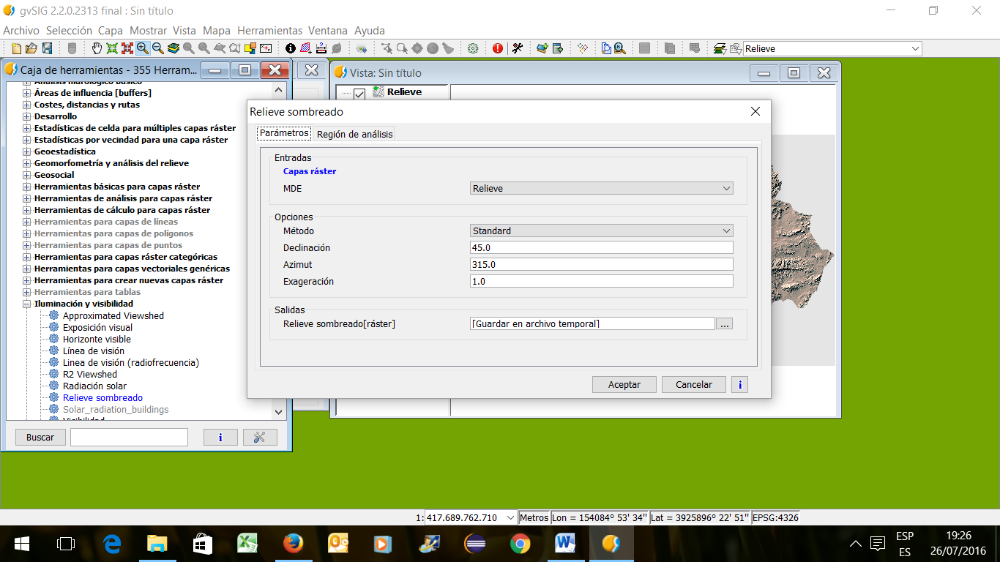 gvSIG 2.2.0.2313 final : Sin título
Archivo Selección Capa Mostrar Vista Mapa Herramientas Ventana Ayuda
Relieve
Caja de herramientas - 355 Herram...
Análisis hidrológico básico
Áreas de influencia [buffers]
Costes, distancias y rutas
Desarrollo
Estadísticas de celda para múltiples capas ráster
Estadísticas por vecindad para una capa ráster
Geoestadística
Geomorfometría y análisis del relieve
Geosocial
Herramientas básicas para capas ráster
Herramientas de análisis para capas ráster
Herramientas de cálculo para capas ráster
Herramientas para capas de líneas
Herramientas para capas de polígonos
Herramientas para capas de puntos
Herramientas para capas ráster categóricas
Herramientas para capas vectoriales genéricas
Herramientas para crear nuevas capas ráster
Herramientas para tablas
Iluminación y visibilidad
Approximated Viewshed
Exposición visual
Horizonte visible
Línea de visión
Linea de visión (radiofrecuencia)
R2 Viewshed
Radiación solar
Relieve sombreado
Solar_radiation_buildings
Visibilidad
Buscar
Vista: Sin título
Relieve
Relieve sombreado
Parámetros Región de análisis
Entradas
Capas ráster
MDE Relieve
Opciones
Método Standard
Declinación 45.0
Azimut 315.0
Exageración 1.0
Salidas
Relieve sombreado[ráster] [Guardar en archivo temporal] ...
Aceptar Cancelar
1: 417.689.762.710 Metros Lon = 154084º 53' 34'' Lat = 3925896º 22' 51'' EPSG:4326
ESP
ES
19:26
26/07/2016